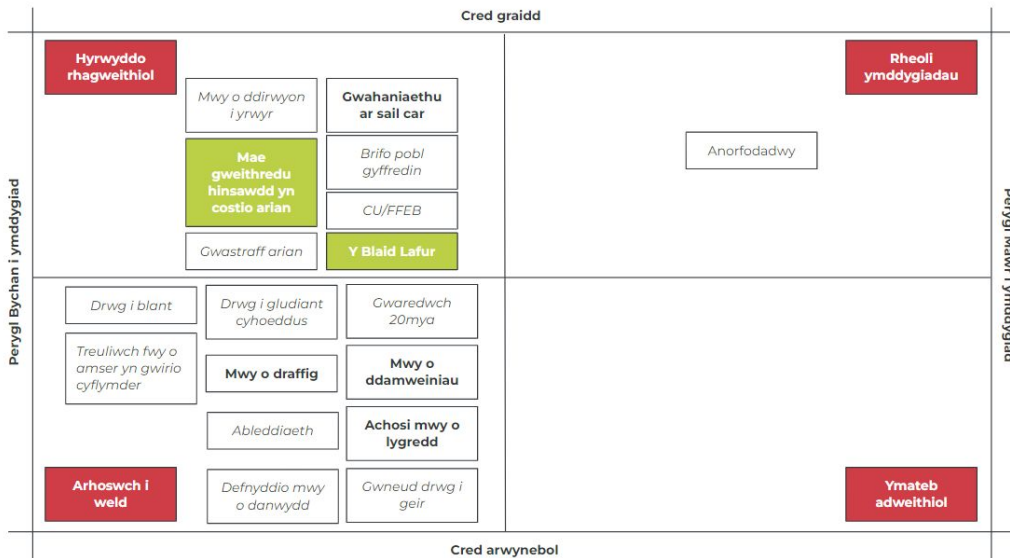 Cred graidd
Perygl Bychan i ymddygiad
Hyrwyddo
rhagweithiol
Rheoli
ymddygiadau
Mwy o ddirwyon
i yrwyr
Gwahaniaethu
ar sail car
Mae
gweithredu
hinsawdd yn
costio arian
Brifo pobl
gyffredin
CU/FFEB
Gwastraff arian
Y Blaid Lafur
Anorfodadwy
Perygl Mawr i ymddygiad
Drwg i blant
Drwg i gludiant
cyhoeddus
Gwaredwch
20mya
Treuliwch fwy o
amser yn gwirio
cyflymder
Mwy o draffig
Mwy o
ddamweiniau
Ableddiaeth
Achosi mwy o
lygredd
Arhoswch i
weld
Defnyddio mwy
o danwydd
Gwneud drwg i
geir
Ymateb
adweithiol
Cred arwynebol